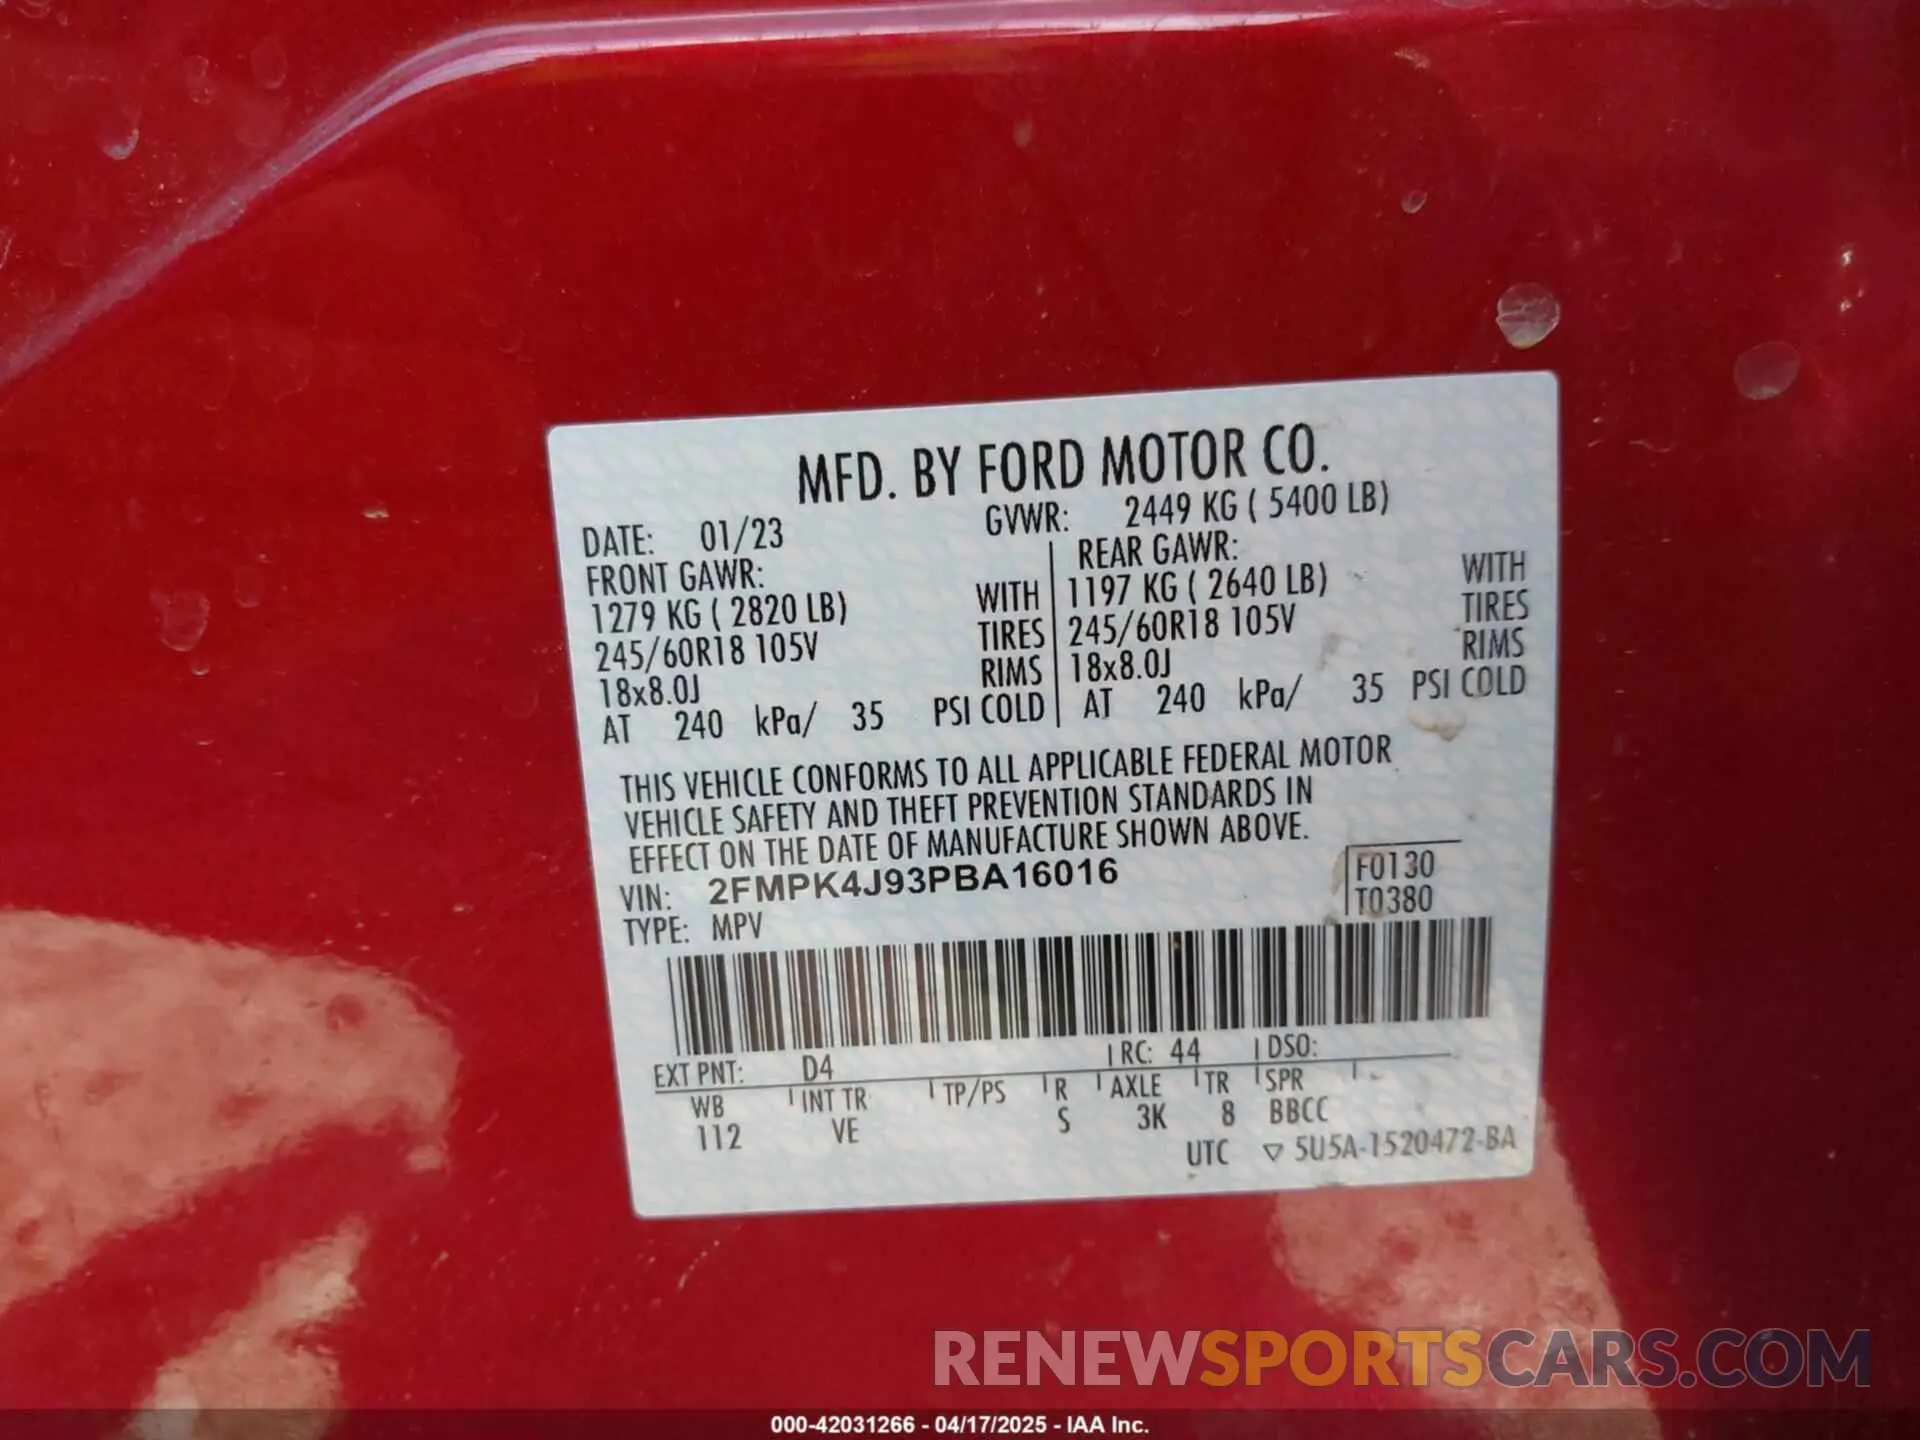 MFD. BY FORD MOTOR CO.
DATE: 01/23 GVWR: 2449 KG ( 5400 LB)
FRONT GAWR: REAR GAWR:
1279 KG ( 2820 LB) WITH 1197 KG ( 2640 LB) WITH
245/60R18 105V TIRES 245/60R18 105V TIRES
18x8.0J RIMS 18x8.0J RIMS
AT 240 kPa/ 35 PSI COLD AT 240 kPa/ 35 PSI COLD
THIS VEHICLE CONFORMS TO ALL APPLICABLE FEDERAL MOTOR
VEHICLE SAFETY AND THEFT PREVENTION STANDARDS IN
EFFECT ON THE DATE OF MANUFACTURE SHOWN ABOVE.
VIN: 2FMPK4J93PBA16016 F0130
TYPE: MPV T0380
EXT PNT: D4 RC: 44 DSO:
WB INT TR TP/PS R AXLE TR SPR
112 VE S 3K 8 BBCC
UTC ▽ 5U5A-1520472-BA
RENEWSPORTSCARS.COM
000-42031266 - 04/17/2025 - IAA Inc.